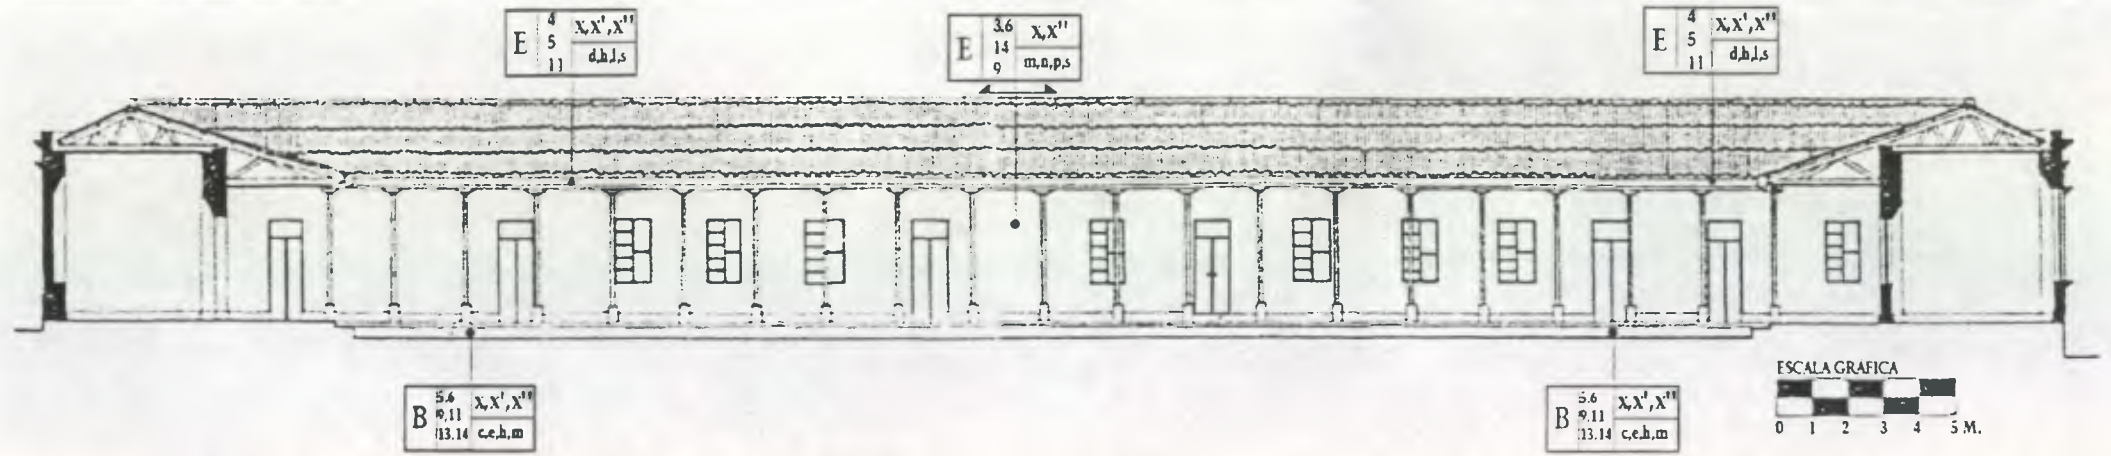 E
4
5
11
X,X',X''
d,h,l,s
E
3.6
14
9
X,X''
m,n,p,s
E
4
5
11
X,X',X''
d,h,l,s
B
5.6
9.11
13.14
X,X',X''
c,e,h,m
B
5.6
9.11
13.14
X,X',X''
c,e,h,m
ESCALA GRAFICA
0 1 2 3 4 5 M.